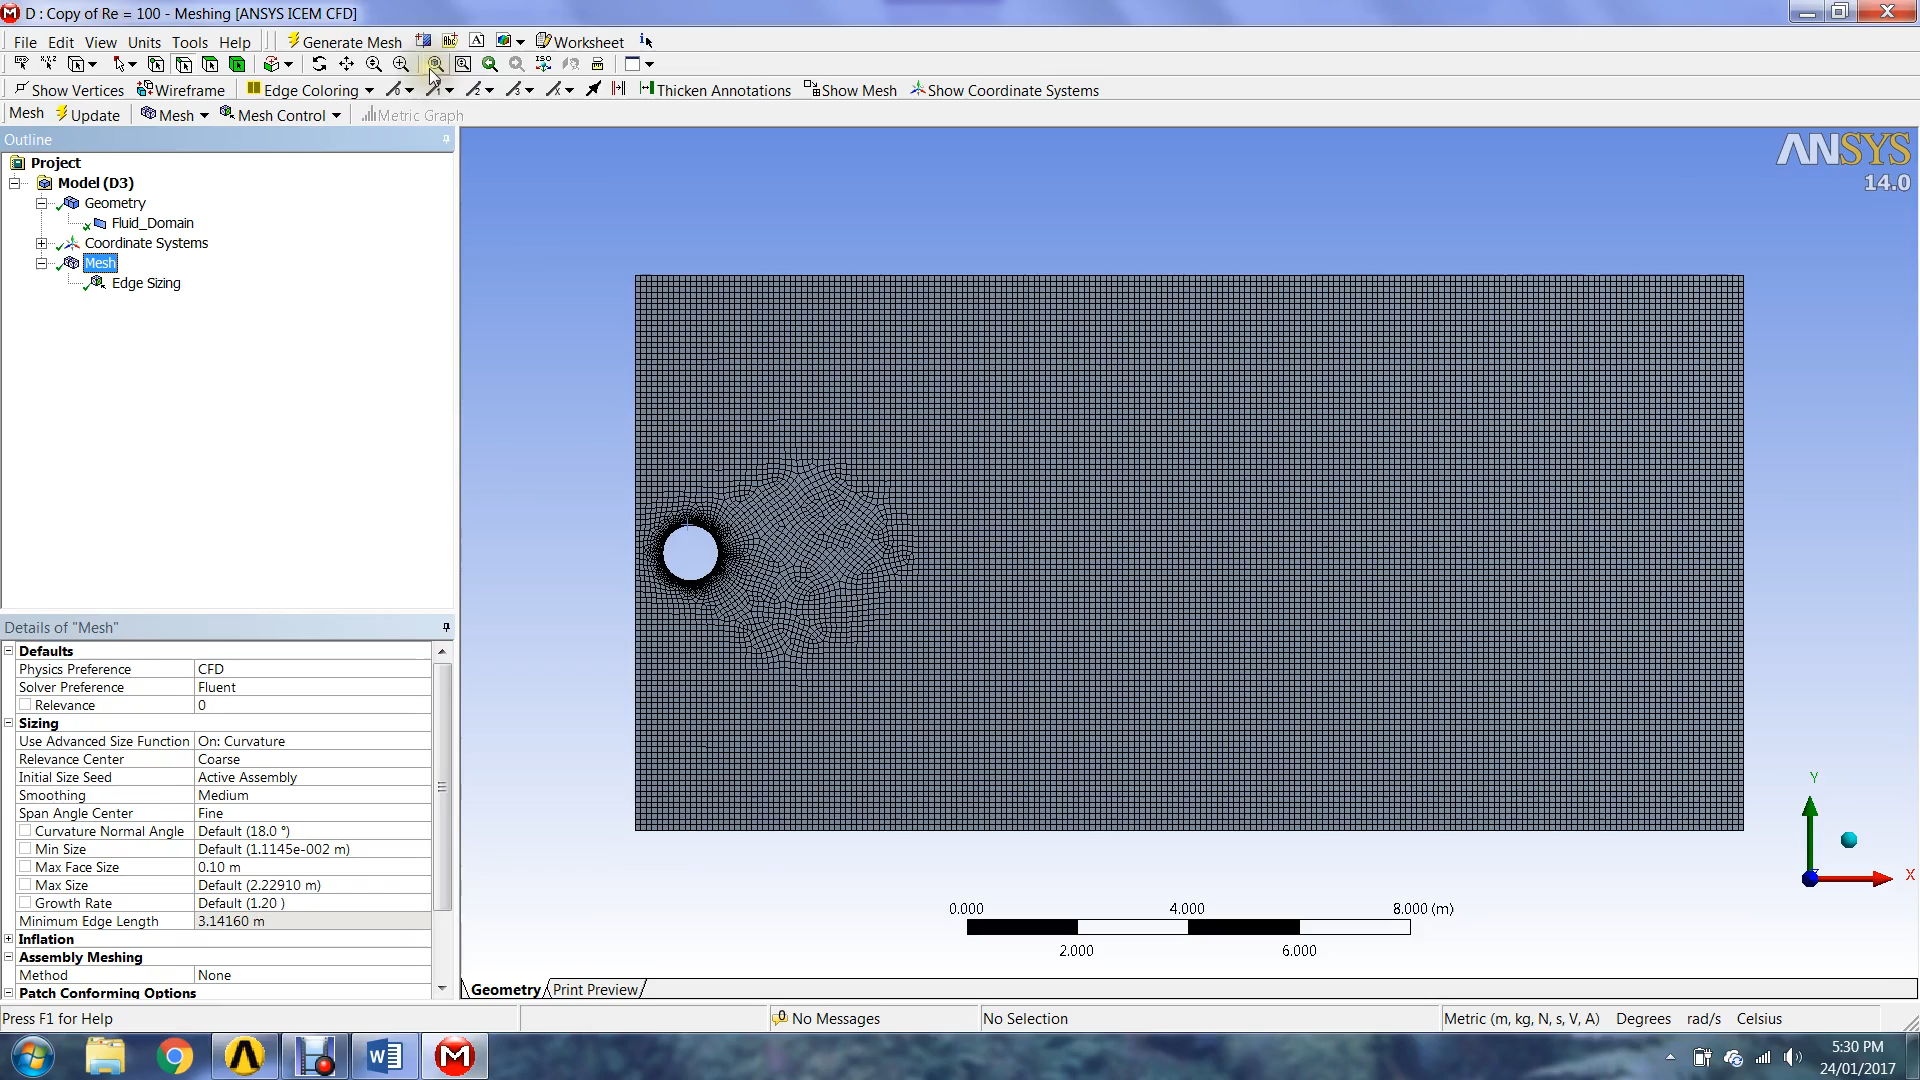 D : Copy of Re = 100 - Meshing [ANSYS ICEM CFD]
File Edit View Units Tools Help Generate Mesh Worksheet
Show Vertices Wireframe Edge Coloring Thicken Annotations Show Mesh Show Coordinate Systems
Mesh Update Mesh Mesh Control Metric Graph
Outline
Project
Model (D3)
Geometry
Fluid_Domain
Coordinate Systems
Mesh
Edge Sizing
ANSYS
14.0
Details of "Mesh"
Defaults
Physics Preference CFD
Solver Preference Fluent
Relevance 0
Sizing
Use Advanced Size Function On: Curvature
Relevance Center Coarse
Initial Size Seed Active Assembly
Smoothing Medium
Span Angle Center Fine
Curvature Normal Angle Default (18.0 °)
Min Size Default (1.1145e-002 m)
Max Face Size 0.10 m
Max Size Default (2.22910 m)
Growth Rate Default (1.20 )
Minimum Edge Length 3.14160 m
Inflation
Assembly Meshing
Method None
Patch Conforming Options
Y
X
0.000 4.000 8.000 (m)
2.000 6.000
Geometry Print Preview
Press F1 for Help No Messages No Selection Metric (m, kg, N, s, V, A) Degrees rad/s Celsius
5:30 PM
24/01/2017